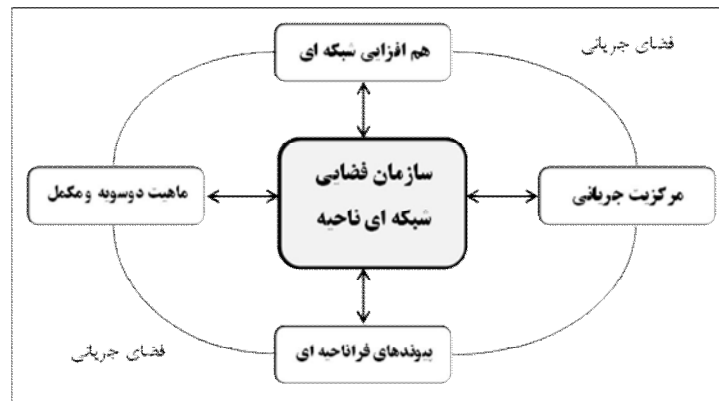 فضای جریانی
هم افزایی شبکه ای
سازمان فضایی
شبکه ای ناحیه
مرکزیت جریانی
ماهیت دوسویه و مکمل
پیوندهای فراناحیه ای
فضای جریانی